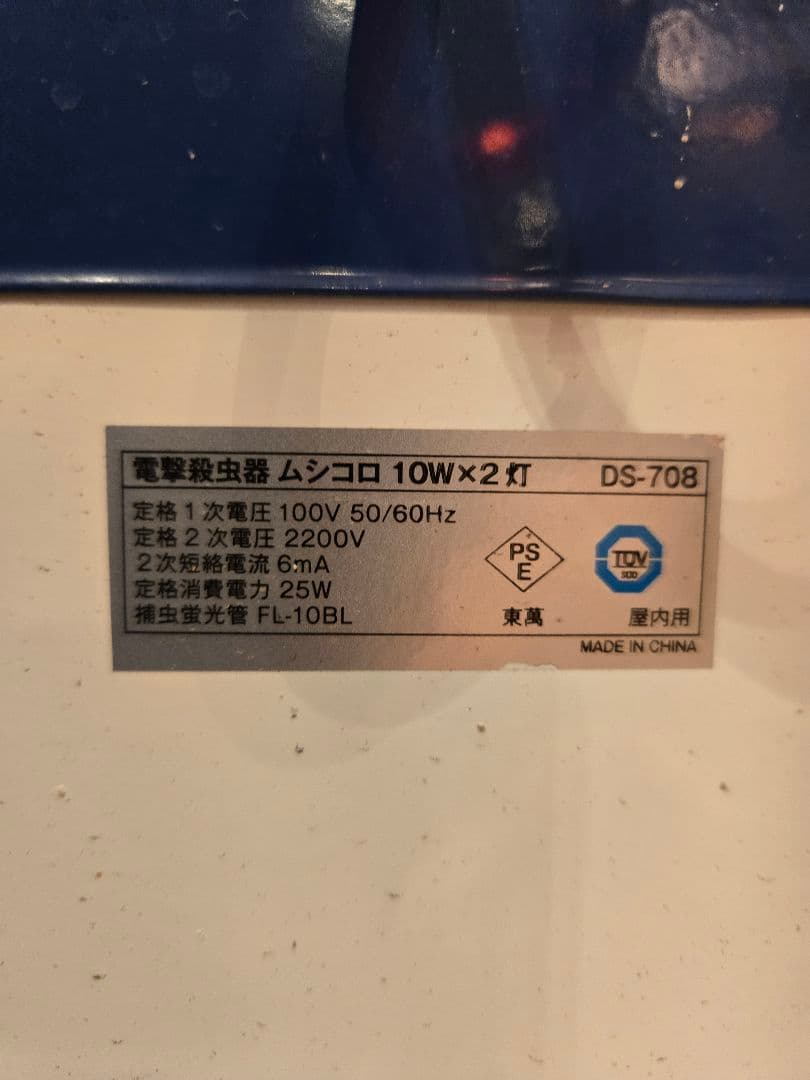 電撃殺虫器 ムシコロ 10W×2灯 DS-708
定格1次電圧 100V 50/60Hz
定格2次電圧 2200V
2次短絡電流 6mA
定格消費電力 25W
捕虫蛍光管 FL-10BL
PS
E
東萬
TÜV
SÜD
屋内用
MADE IN CHINA